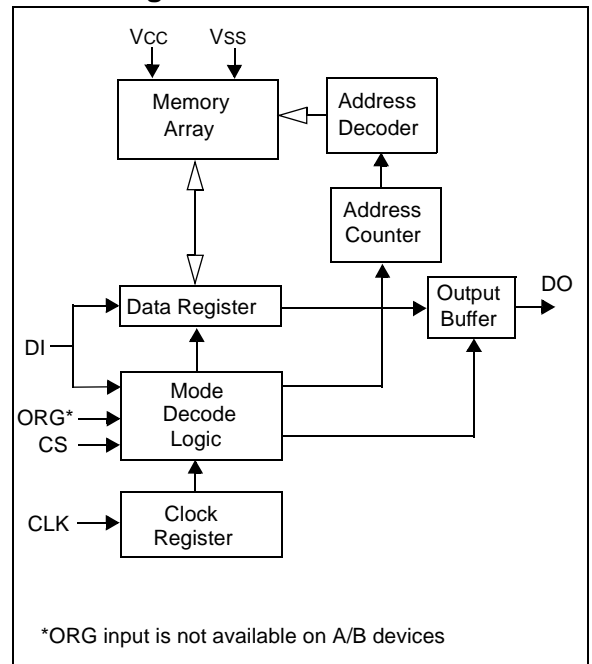 VCC VSS
Memory
Array
Address
Decoder
Address
Counter
Data Register
Output
Buffer
DO
DI
Mode
Decode
Logic
ORG*
CS
CLK
Clock
Register
*ORG input is not available on A/B devices